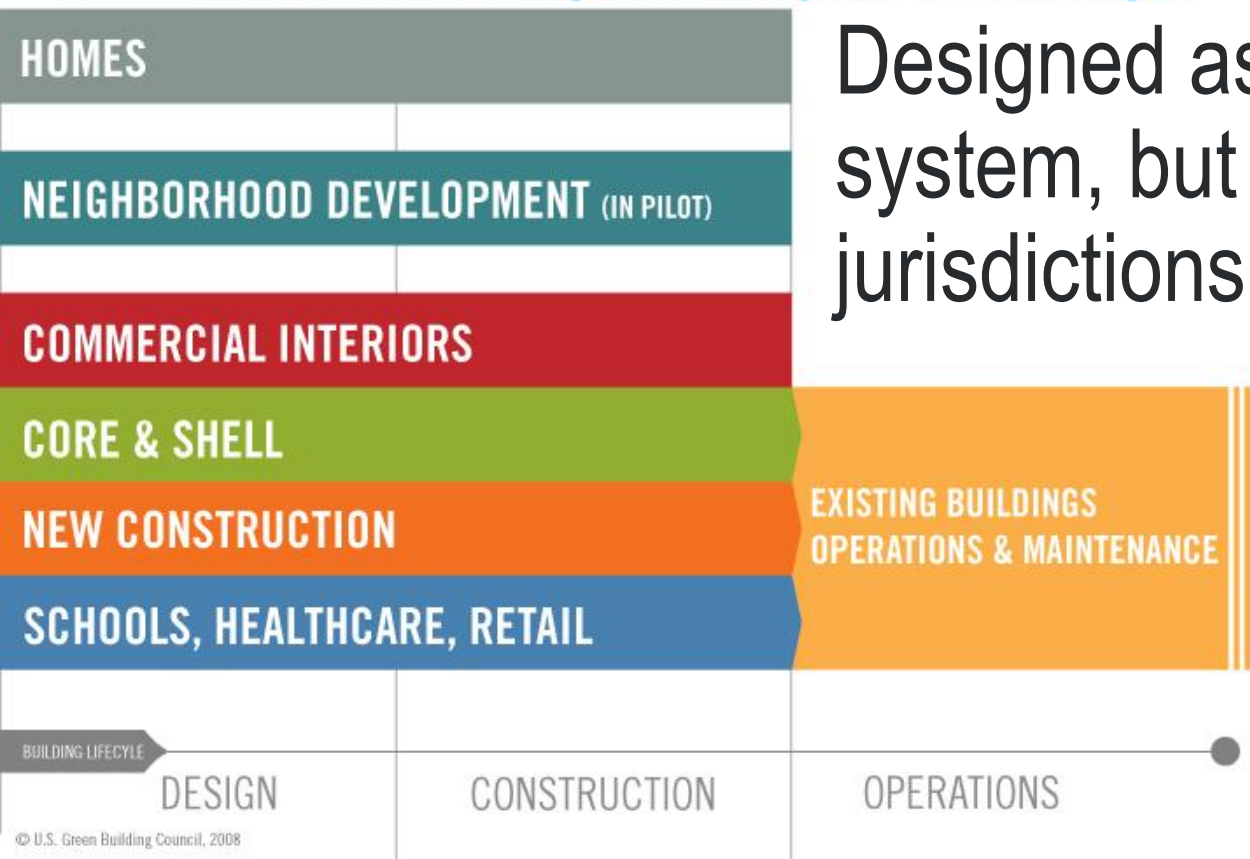 HOMES
NEIGHBORHOOD DEVELOPMENT (IN PILOT)
COMMERCIAL INTERIORS
CORE & SHELL
NEW CONSTRUCTION
SCHOOLS, HEALTHCARE, RETAIL
Designed as
system, but
jurisdictions
EXISTING BUILDINGS
OPERATIONS & MAINTENANCE
BUILDING LIFECYLE
DESIGN
CONSTRUCTION
OPERATIONS
© U.S. Green Building Council, 2008